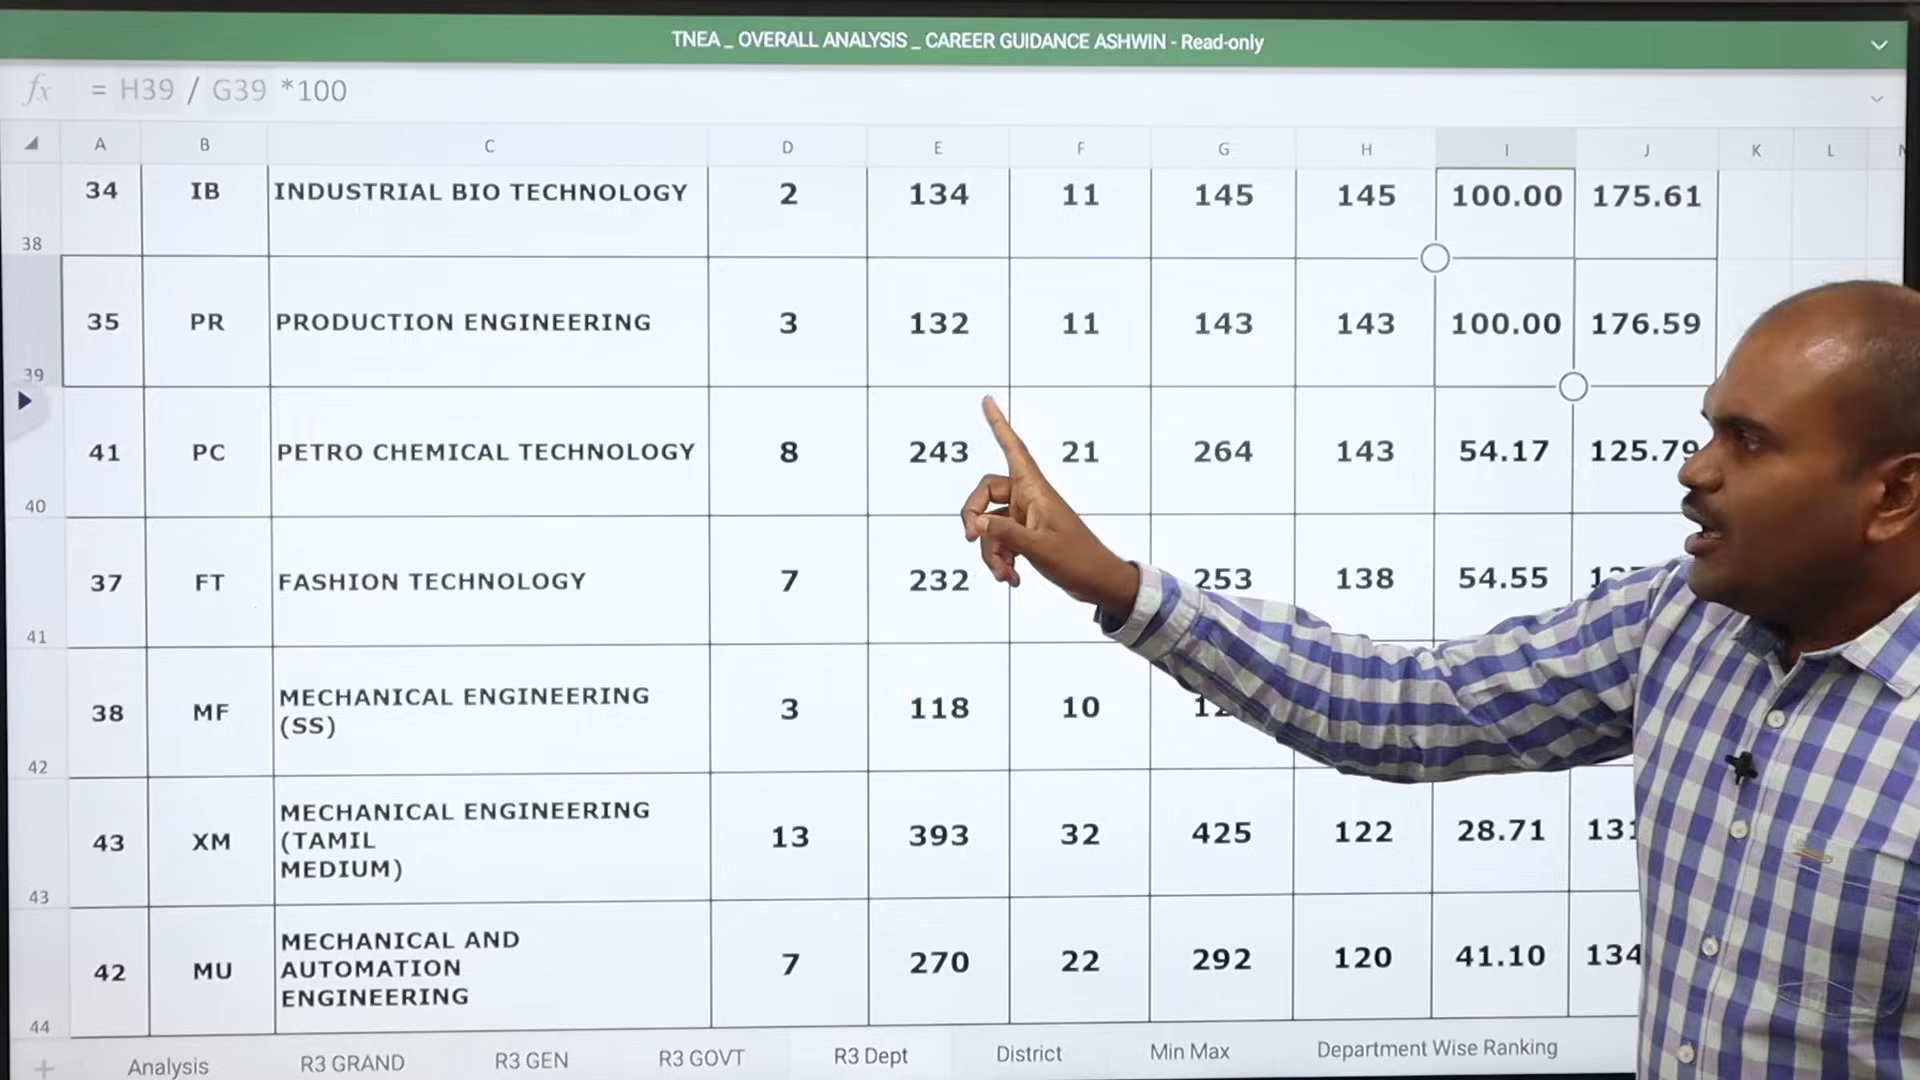 TNEA _ OVERALL ANALYSIS _ CAREER GUIDANCE ASHWIN - Read-only
fx = H39 / G39 *100
A B C D E F G H I J K L
38 34 IB INDUSTRIAL BIO TECHNOLOGY 2 134 11 145 145 100.00 175.61
39 35 PR PRODUCTION ENGINEERING 3 132 11 143 143 100.00 176.59
40 41 PC PETRO CHEMICAL TECHNOLOGY 8 243 21 264 143 54.17 125.79
41 37 FT FASHION TECHNOLOGY 7 232 253 138 54.55
42 38 MF MECHANICAL ENGINEERING
(SS) 3 118 10
43 43 XM MECHANICAL ENGINEERING
(TAMIL
MEDIUM) 13 393 32 425 122 28.71
44 42 MU MECHANICAL AND
AUTOMATION
ENGINEERING 7 270 22 292 120 41.10
+ Analysis R3 GRAND R3 GEN R3 GOVT R3 Dept District Min Max Department Wise Ranking